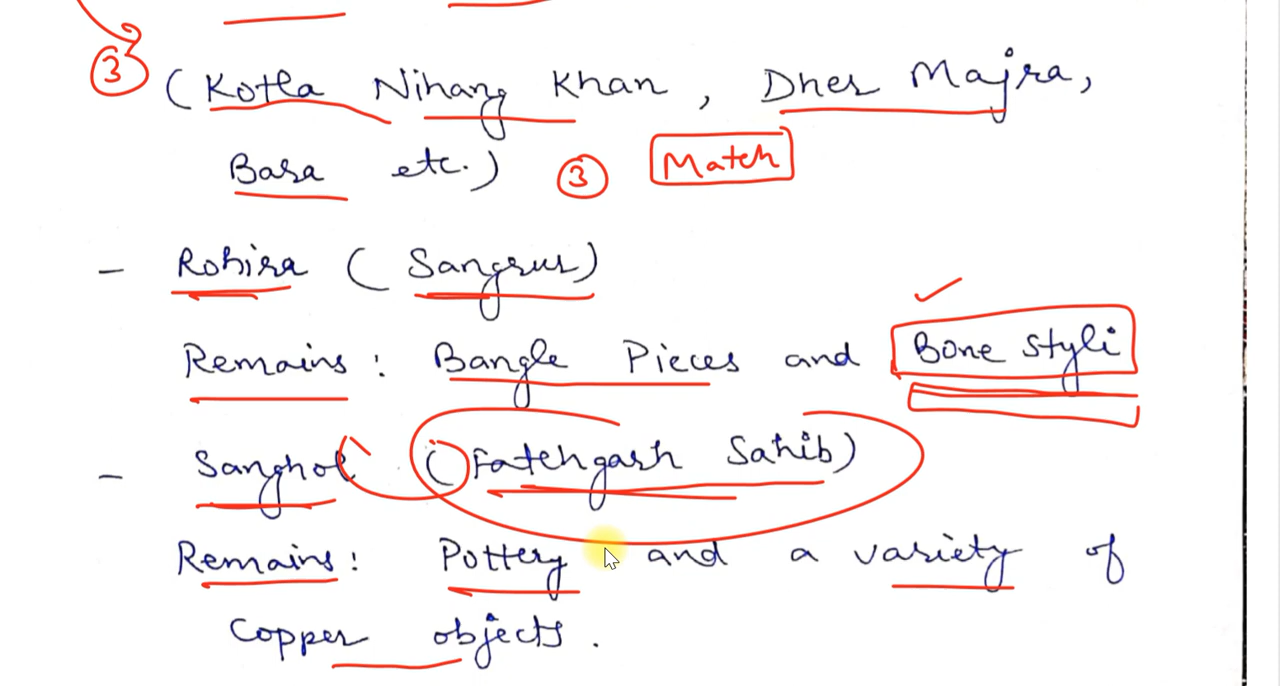 ③ (Kotla Nihang Khan, Dher Majra,
Bara etc.) ③ Match
- Rohira (Sangrur)
Remains: Bangle Pieces and Bone Styli
- Sanghol (Fatehgarh Sahib)
Remains: Pottery and a variety of
Copper objects.